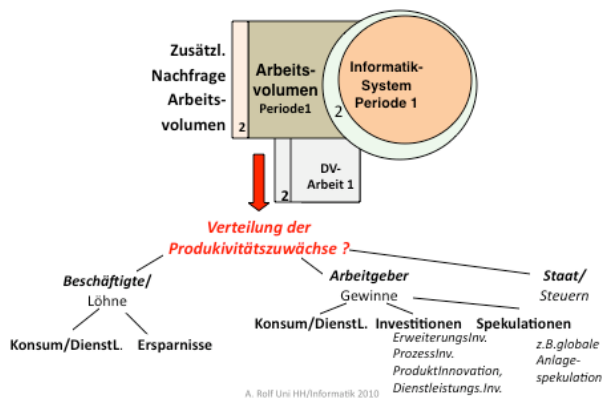 Zusätzl.
Nachfrage
Arbeits-
volumen
2
Arbeits-
volumen
Periode1
Informatik-
System
Periode 1
2
2
DV-
Arbeit 1
Verteilung der
Produkivitätszuwächse ?
Beschäftigte/
Löhne
Arbeitgeber
Gewinne
Staat/
Steuern
Konsum/DienstL. Ersparnisse
Konsum/DienstL. Investitionen Spekulationen
ErweiterungsInv.
ProzessInv.
ProduktInnovation,
Dienstleistungs.Inv.
z.B.globale
Anlage-
spekulation
A. Rolf Uni HH/Informatik 2010